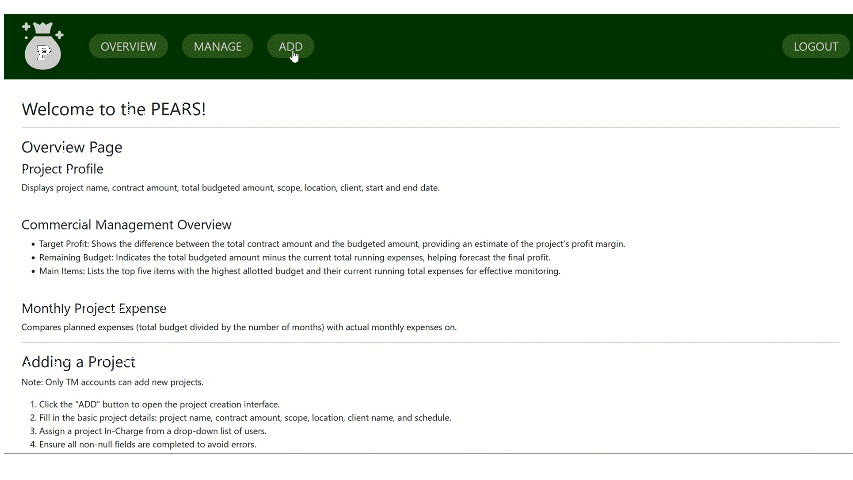 P
OVERVIEW MANAGE ADD LOGOUT
Welcome to the PEARS!
Overview Page
Project Profile
Displays project name, contract amount, total budgeted amount, scope, location, client, start and end date.
Commercial Management Overview
• Target Profit: Shows the difference between the total contract amount and the budgeted amount, providing an estimate of the project's profit margin.
• Remaining Budget: Indicates the total budgeted amount minus the current total running expenses, helping forecast the final profit.
• Main Items: Lists the top five items with the highest allotted budget and their current running total expenses for effective monitoring.
Monthly Project Expense
Compares planned expenses (total budget divided by the number of months) with actual monthly expenses on.
Adding a Project
Note: Only TM accounts can add new projects.
1. Click the "ADD" button to open the project creation interface.
2. Fill in the basic project details: project name, contract amount, scope, location, client name, and schedule.
3. Assign a project In-Charge from a drop-down list of users.
4. Ensure all non-null fields are completed to avoid errors.